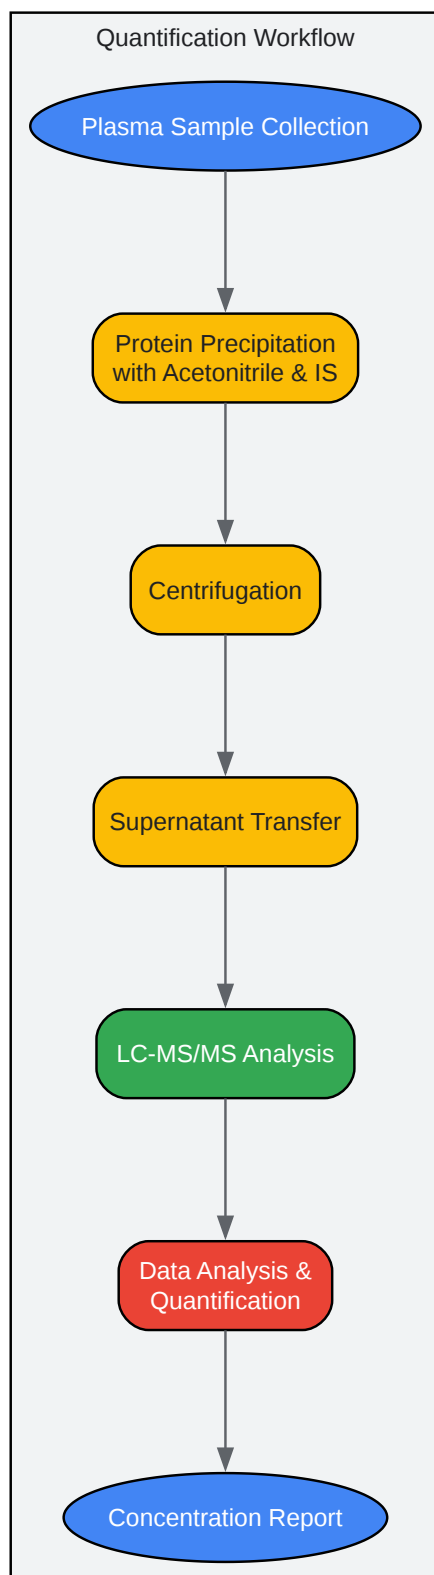 Quantification Workflow
Plasma Sample Collection
Protein Precipitation
with Acetonitrile & IS
Centrifugation
Supernatant Transfer
LC-MS/MS Analysis
Data Analysis &
Quantification
Concentration Report